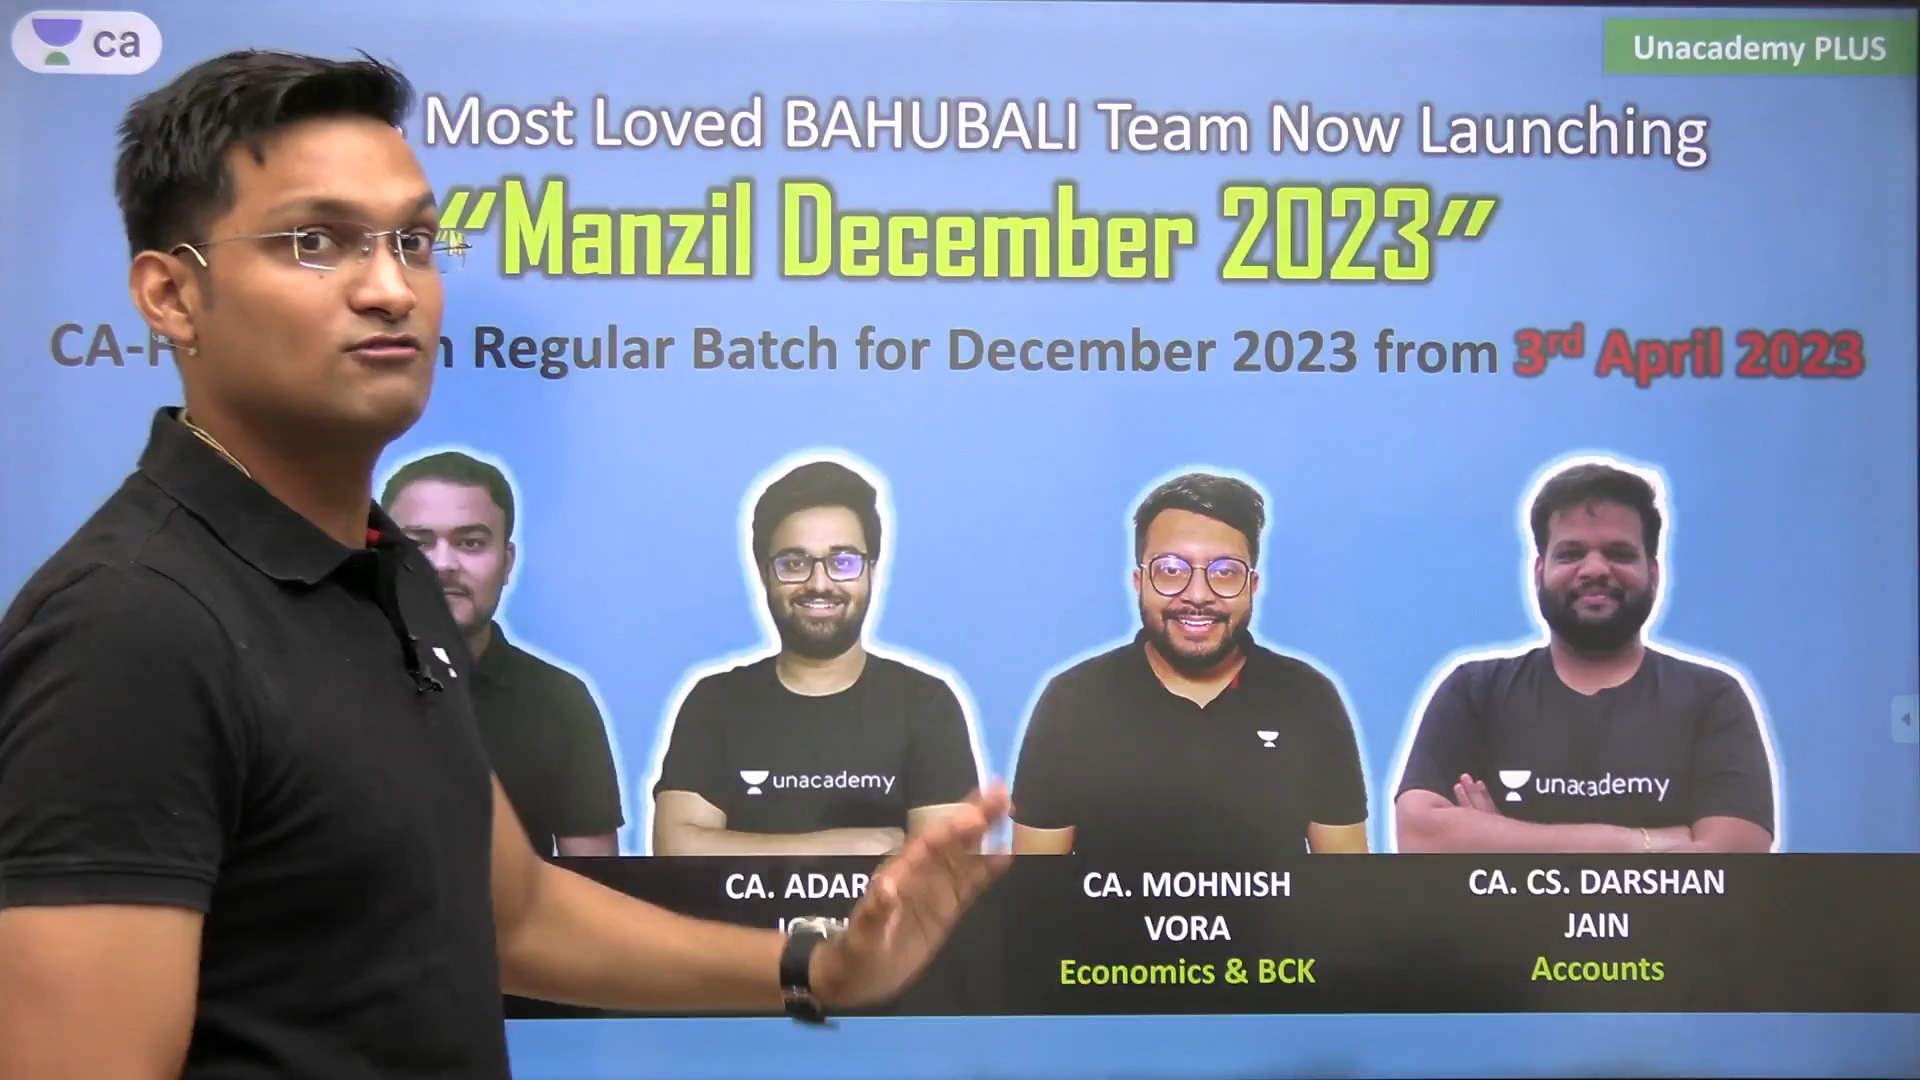 ca
Unacademy PLUS
Most Loved BAHUBALI Team Now Launching
“Manzil December 2023”
Regular Batch for December 2023 from 3rd April 2023
unacademy
unacademy
CA.
CA. MOHNISH
VORA
Economics & BCK
CA. CS. DARSHAN
JAIN
Accounts